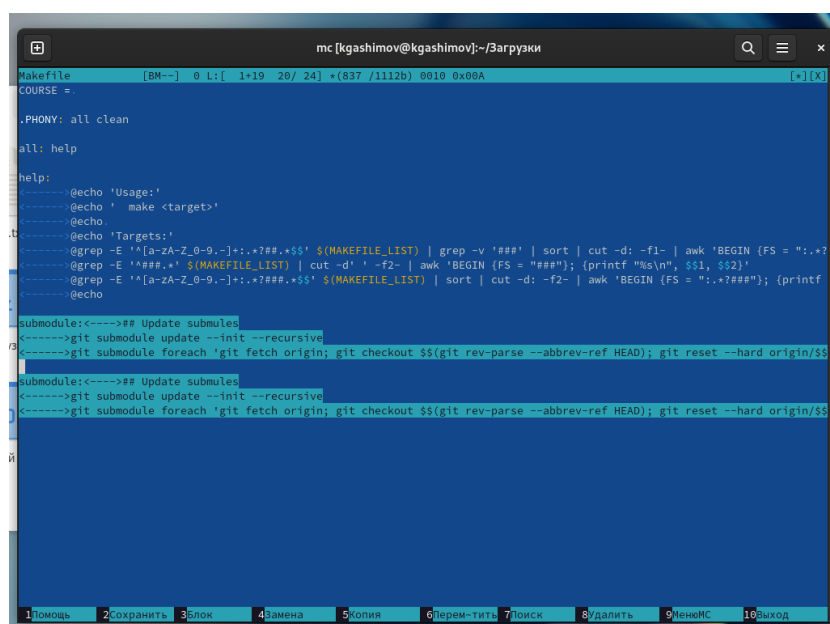 mc [kgashimov@kgashimov]:~/Загрузки
Makefile [BM--] 0 L:[ 1+19 20/ 24] *(837 /1112b) 0010 0x00A [*][X]
COURSE =.
.PHONY: all clean
all: help
help:
<------>@echo 'Usage:'
<------>@echo '  make <target>'
<------>@echo.
<------>@echo 'Targets:'
<------>@grep -E '^[a-zA-Z_0-9.-]+:.*?##.*$$' $(MAKEFILE_LIST) | grep -v '###' | sort | cut -d: -f1- | awk 'BEGIN {FS = ":.*?
<------>@grep -E '^###.*' $(MAKEFILE_LIST) | cut -d' ' -f2- | awk 'BEGIN {FS = "###"}; {printf "%s\n", $$1, $$2}'
<------>@grep -E '^[a-zA-Z_0-9.-]+:.*?###.*$$' $(MAKEFILE_LIST) | sort | cut -d: -f2- | awk 'BEGIN {FS = ":.*?###"}; {printf
<------>@echo
submodule:<---->## Update submules
<------>git submodule update --init --recursive
<------>git submodule foreach 'git fetch origin; git checkout $$(git rev-parse --abbrev-ref HEAD); git reset --hard origin/$$
submodule:<---->## Update submules
<------>git submodule update --init --recursive
<------>git submodule foreach 'git fetch origin; git checkout $$(git rev-parse --abbrev-ref HEAD); git reset --hard origin/$$
1Помощь 2Сохранить 3Блок 4Замена 5Копия 6Перем~тить 7Поиск 8Удалить 9МенюMC 10Выход